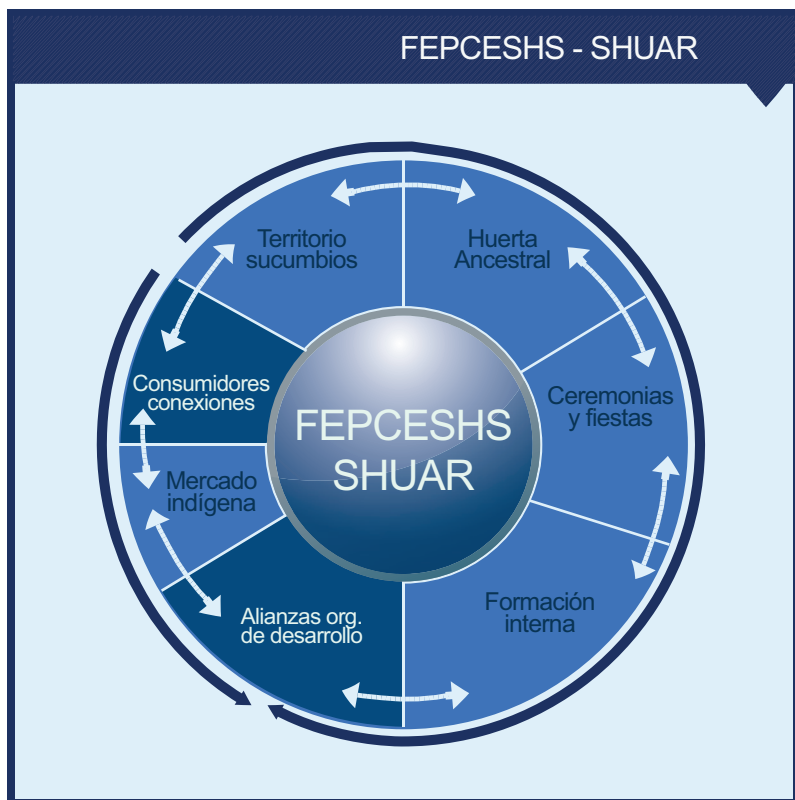 FEPCESHS - SHUAR
Territorio
sucumbios
Huerta
Ancestral
Consumidores
conexiones
FEPCESHS
SHUAR
Ceremonias
y fiestas
Mercado
indígena
Formación
interna
Alianzas org.
de desarrollo